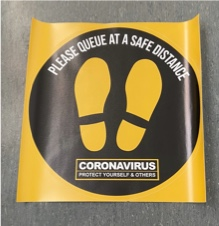 PLEASE QUEUE AT A SAFE DISTANCE
CORONAVIRUS
PROTECT YOURSELF & OTHERS